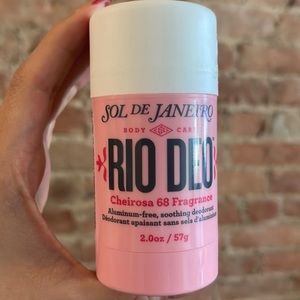 SOL DE JANEIRO
BODY CARE
RIO DEO
Cheirosa 68 Fragrance
Aluminum-free, soothing deodorant
Déodorant apaisant sans sels d'aluminium
2.0oz / 57g